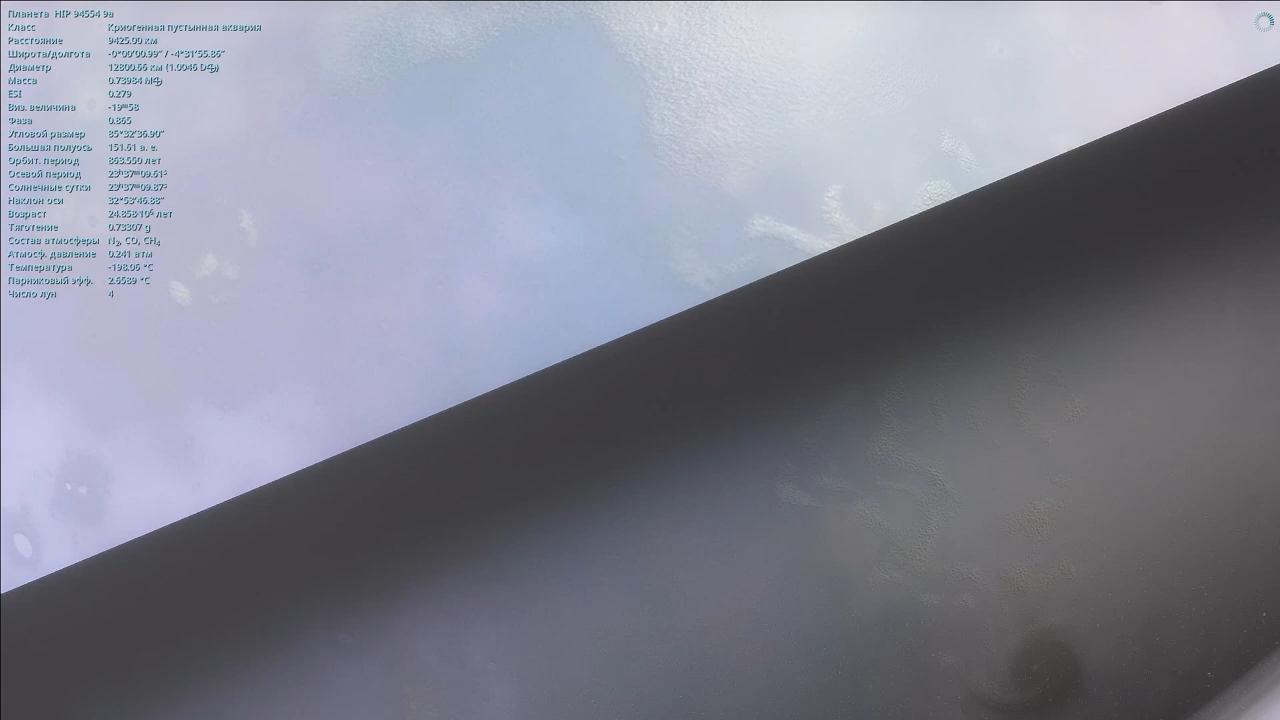 Планета HIP 94554 9a
Класс Криогенная пустынная аквария
Расстояние 9425.00 км
Широта/долгота -0°00'00.99" / -4°31'55.86"
Диаметр 12800.66 км (1.0046 D⊕)
Масса 0.73984 M⊕
ESI 0.279
Виз. величина -19ᵐ58
Фаза 0.865
Угловой размер 85°32'36.90"
Большая полуось 151.61 а. е.
Орбит. период 863.550 лет
Осевой период 23ʰ37ᵐ09.61ˢ
Солнечные сутки 23ʰ37ᵐ09.87ˢ
Наклон оси 32°53'46.88"
Возраст 24.858·10⁶ лет
Тяготение 0.73307 g
Состав атмосферы N₂, CO, CH₄
Атмосф. давление 0.241 атм
Температура -198.06 °C
Парниковый эфф. 2.6589 °C
Число лун 4